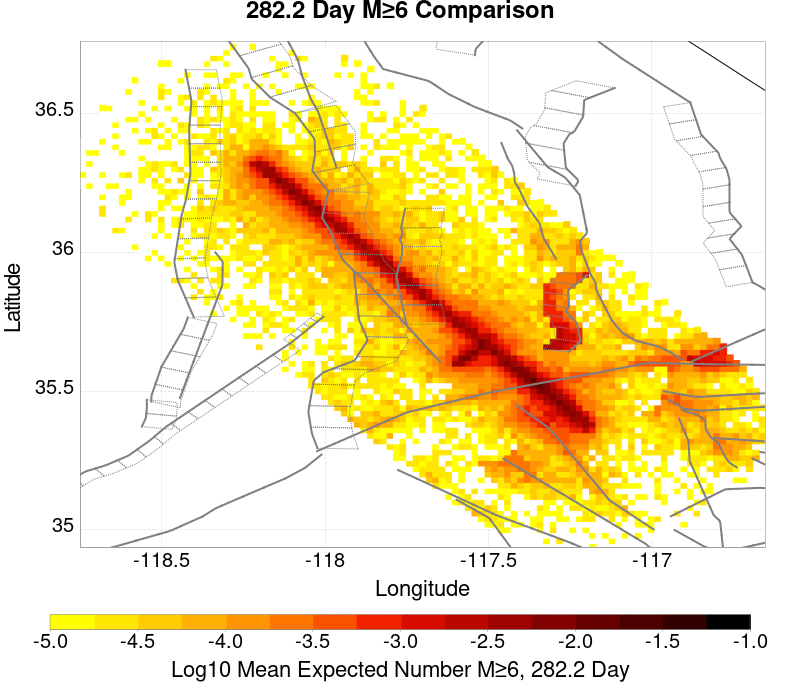 282.2 Day M≥6 Comparison
36.5
36
35.5
35
Latitude
-118.5 -118 -117.5 -117
Longitude
-5.0 -4.5 -4.0 -3.5 -3.0 -2.5 -2.0 -1.5 -1.0
Log10 Mean Expected Number M≥6, 282.2 Day